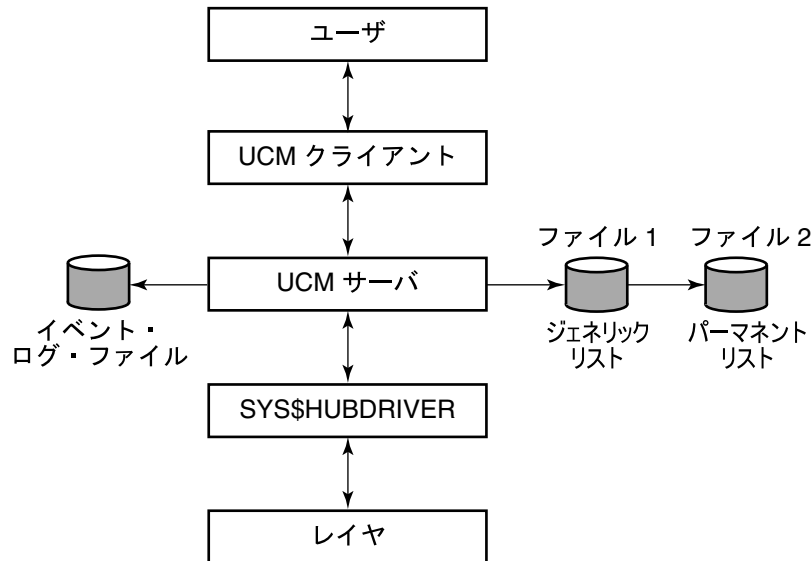 ユーザ
UCM クライアント
ファイル 1
ファイル 2
UCM サーバ
イベント・
ログ・ファイル
ジェネリック
リスト
パーマネント
リスト
SYS$HUBDRIVER
レイヤ